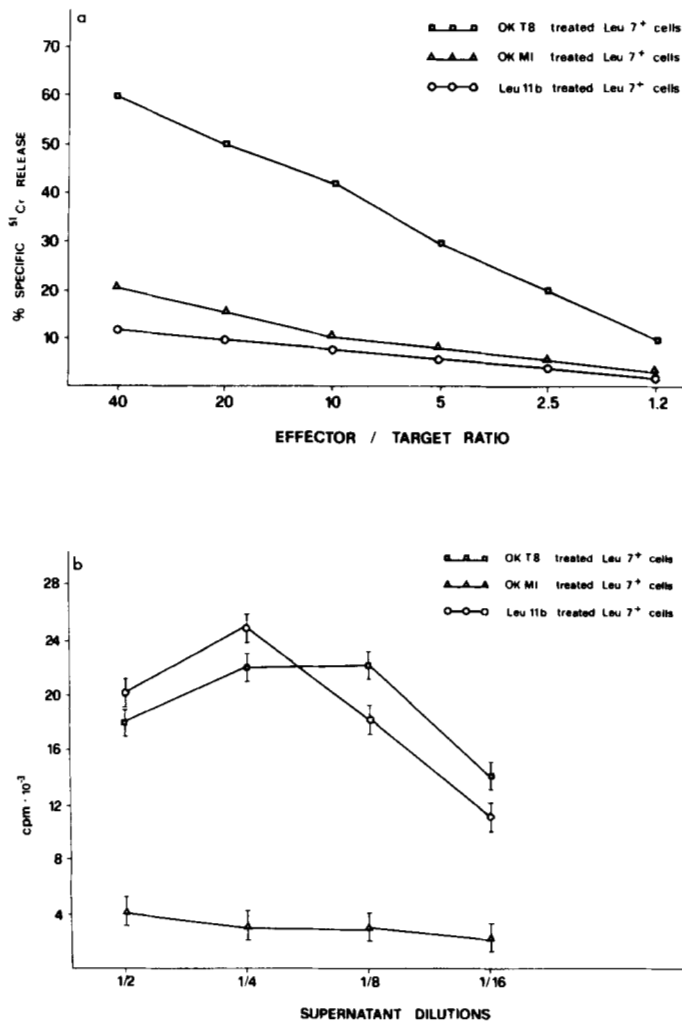 a
OK T8 treated Leu 7+ cells
OK MI treated Leu 7+ cells
Leu 11b treated Leu 7+ cells
% SPECIFIC 51Cr RELEASE
70
60
50
40
30
20
10
40 20 10 5 2.5 1.2
EFFECTOR / TARGET RATIO
b
OK T8 treated Leu 7+ cells
OK MI treated Leu 7+ cells
Leu 11b treated Leu 7+ cells
cpm · 10-3
28
24
20
16
12
8
4
1/2 1/4 1/8 1/16
SUPERNATANT DILUTIONS